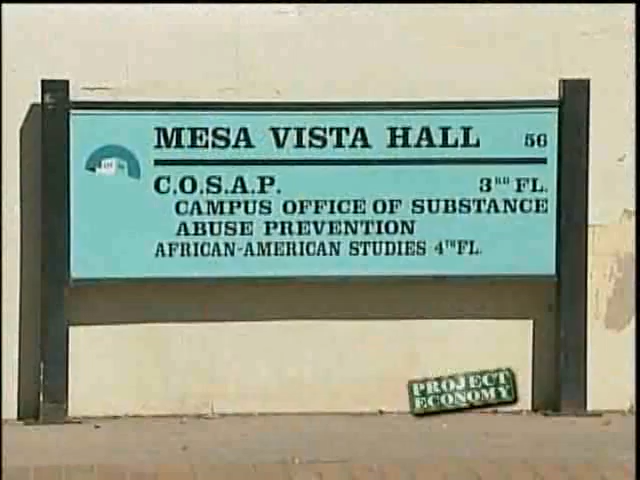 MESA VISTA HALL 56
C.O.S.A.P. 3RD FL.
CAMPUS OFFICE OF SUBSTANCE
ABUSE PREVENTION
AFRICAN-AMERICAN STUDIES 4TH FL.
PROJECT
ECONOMY